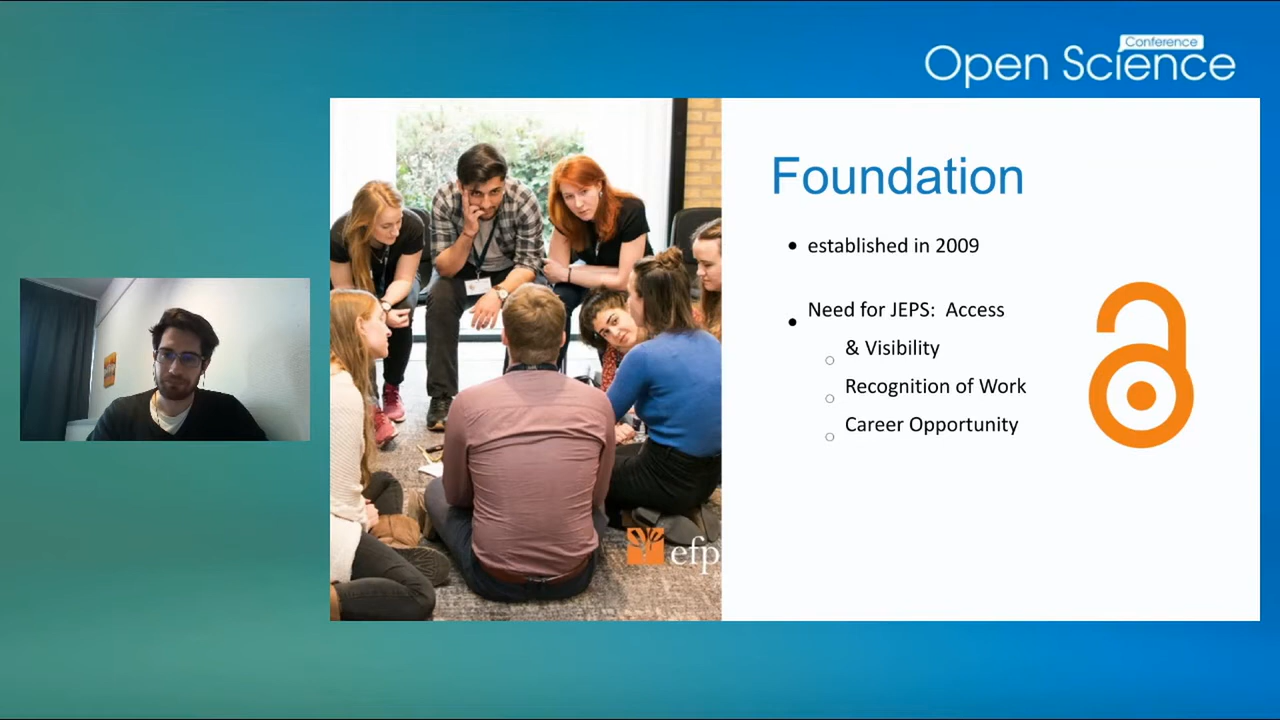 Conference
Open Science
Foundation
established in 2009
Need for JEPS:  Access
& Visibility
Recognition of Work
Career Opportunity
efp